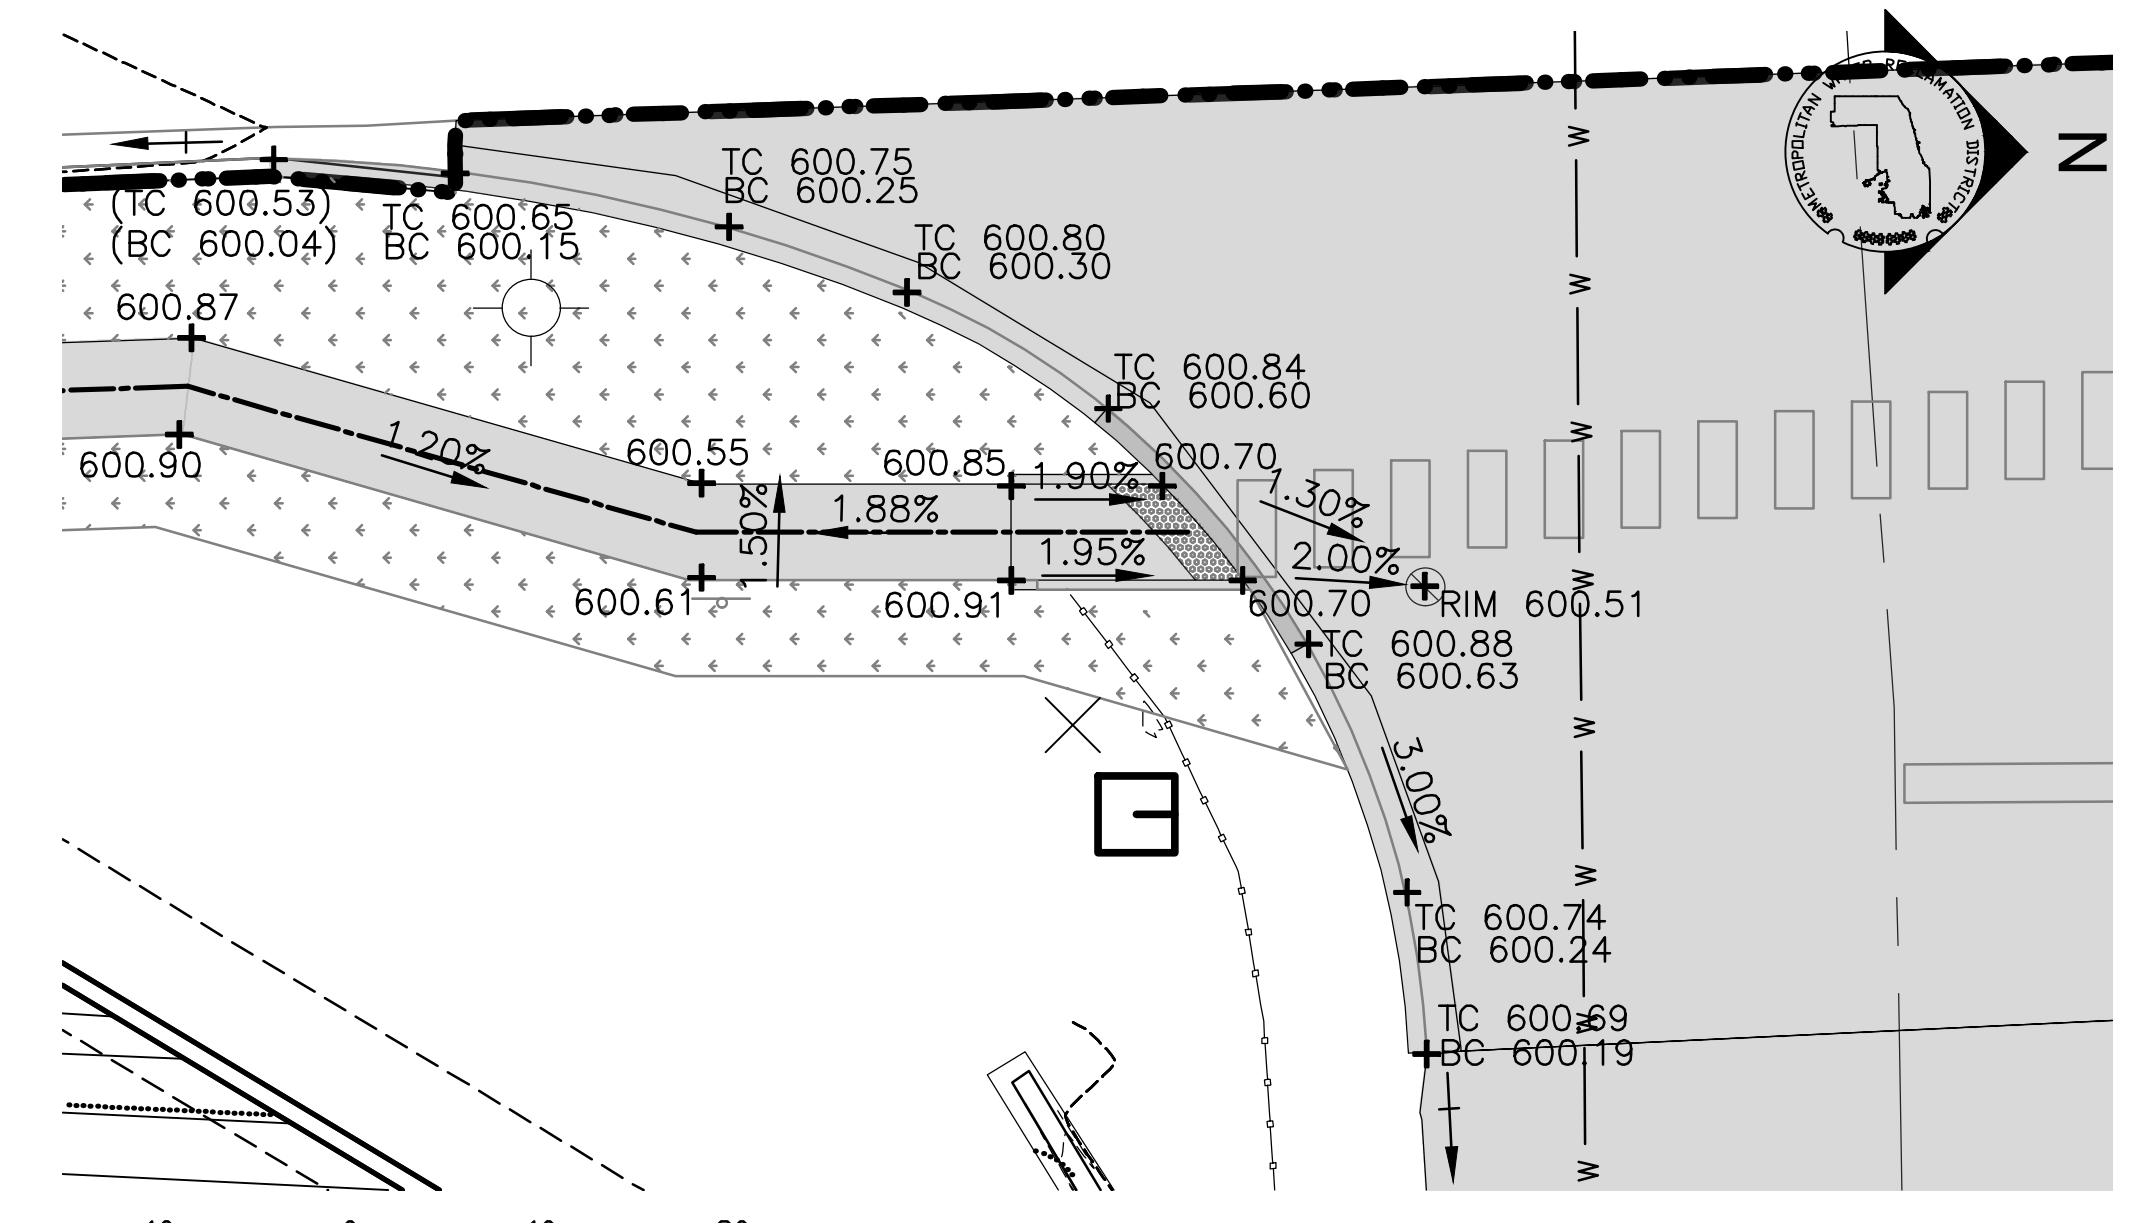 METROPOLITAN WATER RECLAMATION DISTRICT
N
W
TC 600.75
BC 600.25
(TC 600.53)
(BC 600.04)
TC 600.65
BC 600.15
TC 600.80
BC 600.30
W
600.87
TC 600.84
BC 600.60
W
600.90
1.20%
600.55
600.85
1.90%
600.70
1.30%
1.50%
1.88%
1.95%
2.00%
W
600.61
600.91
600.70
RIM 600.51
TC 600.88
BC 600.63
W
3.00%
W
TC 600.74
BC 600.24
TC 600.69
W
BC 600.19
W